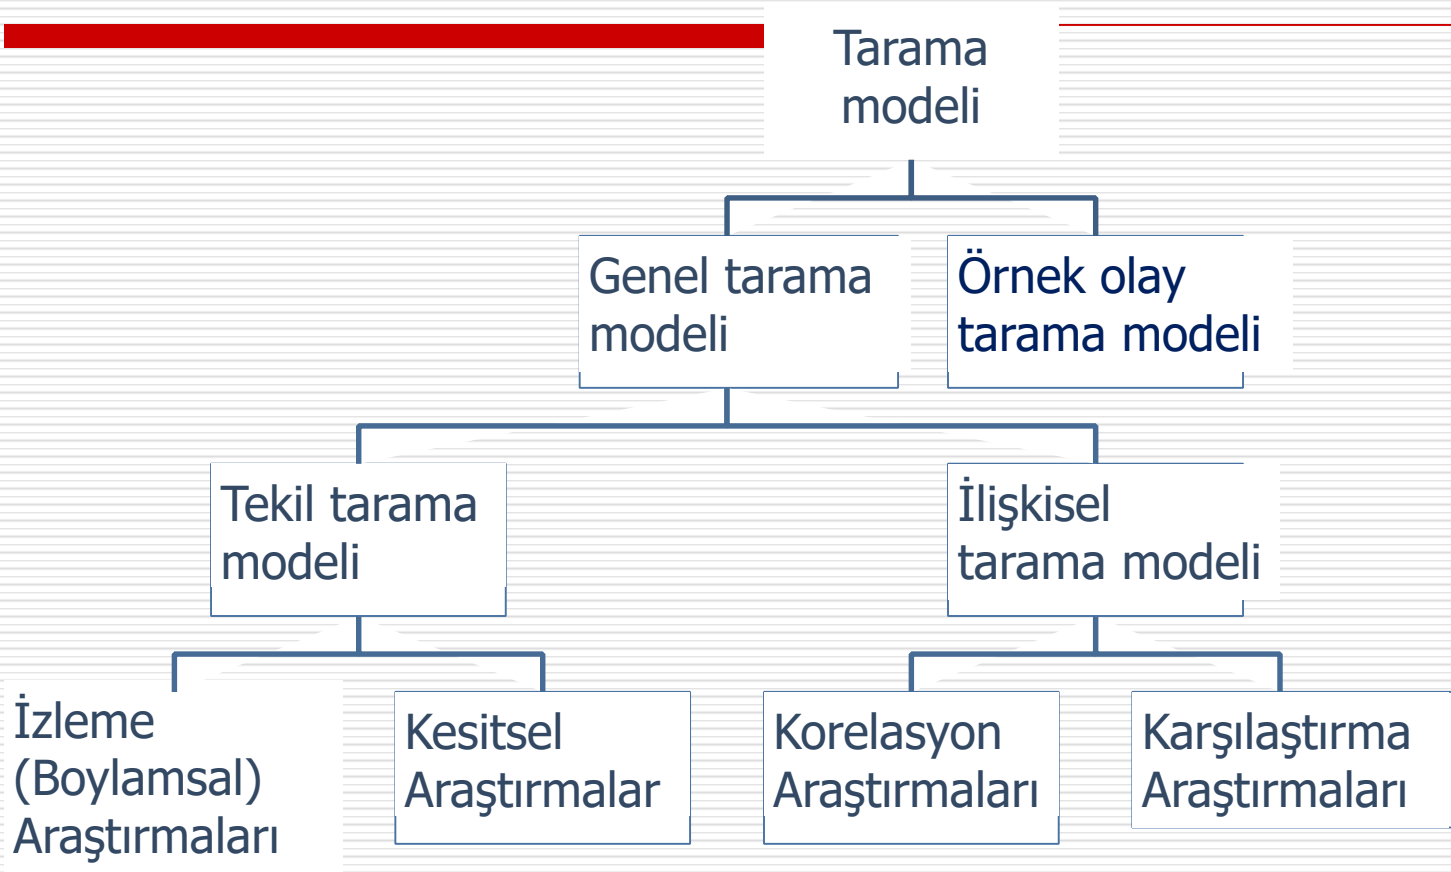 Tarama
modeli
Genel tarama
modeli
Örnek olay
tarama modeli
Tekil tarama
modeli
İlişkisel
tarama modeli
İzleme
(Boylamsal)
Araştırmaları
Kesitsel
Araştırmalar
Korelasyon
Araştırmaları
Karşılaştırma
Araştırmaları